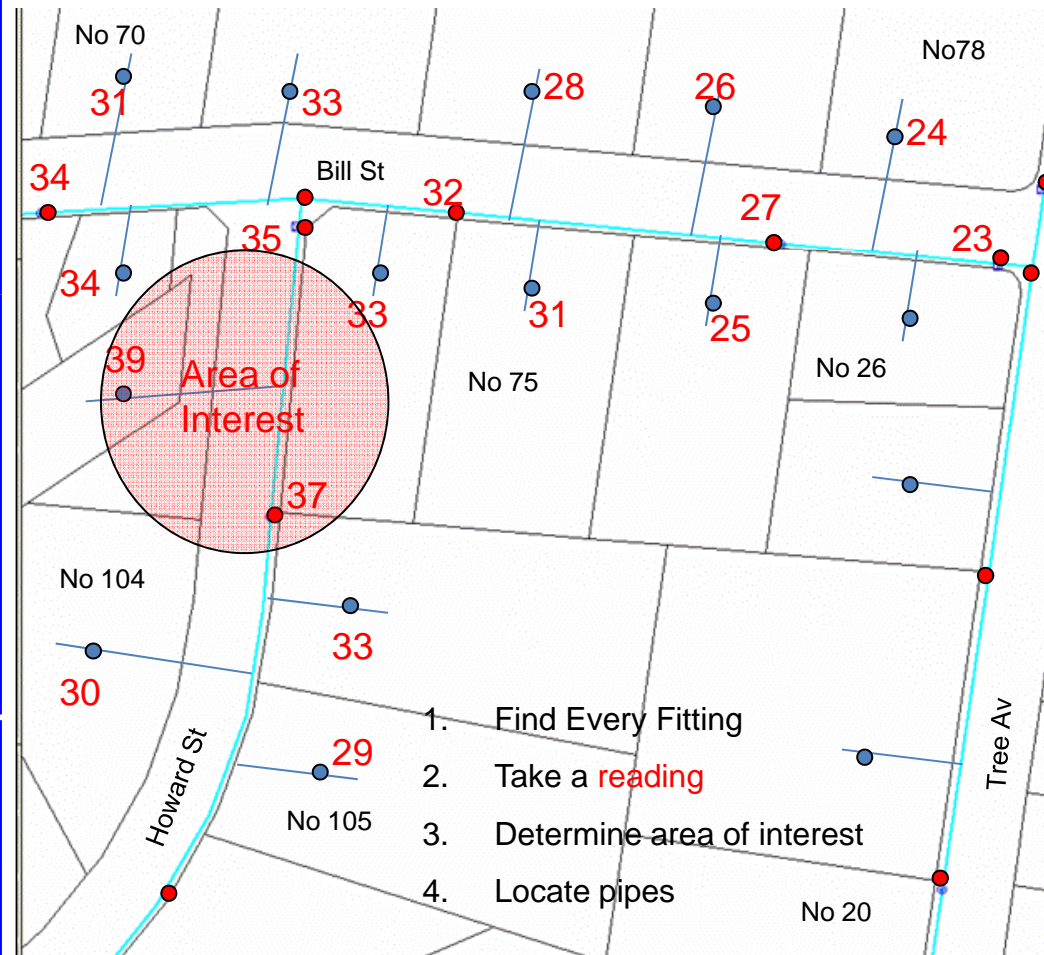 No 70
No78
31
33
28
26
24
34
Bill St
32
27
35
23
34
33
31
25
39
Area of
Interest
No 75
No 26
37
No 104
33
30
1. Find Every Fitting
29
2. Take a reading
Howard St
Tree Av
No 105
3. Determine area of interest
4. Locate pipes
No 20